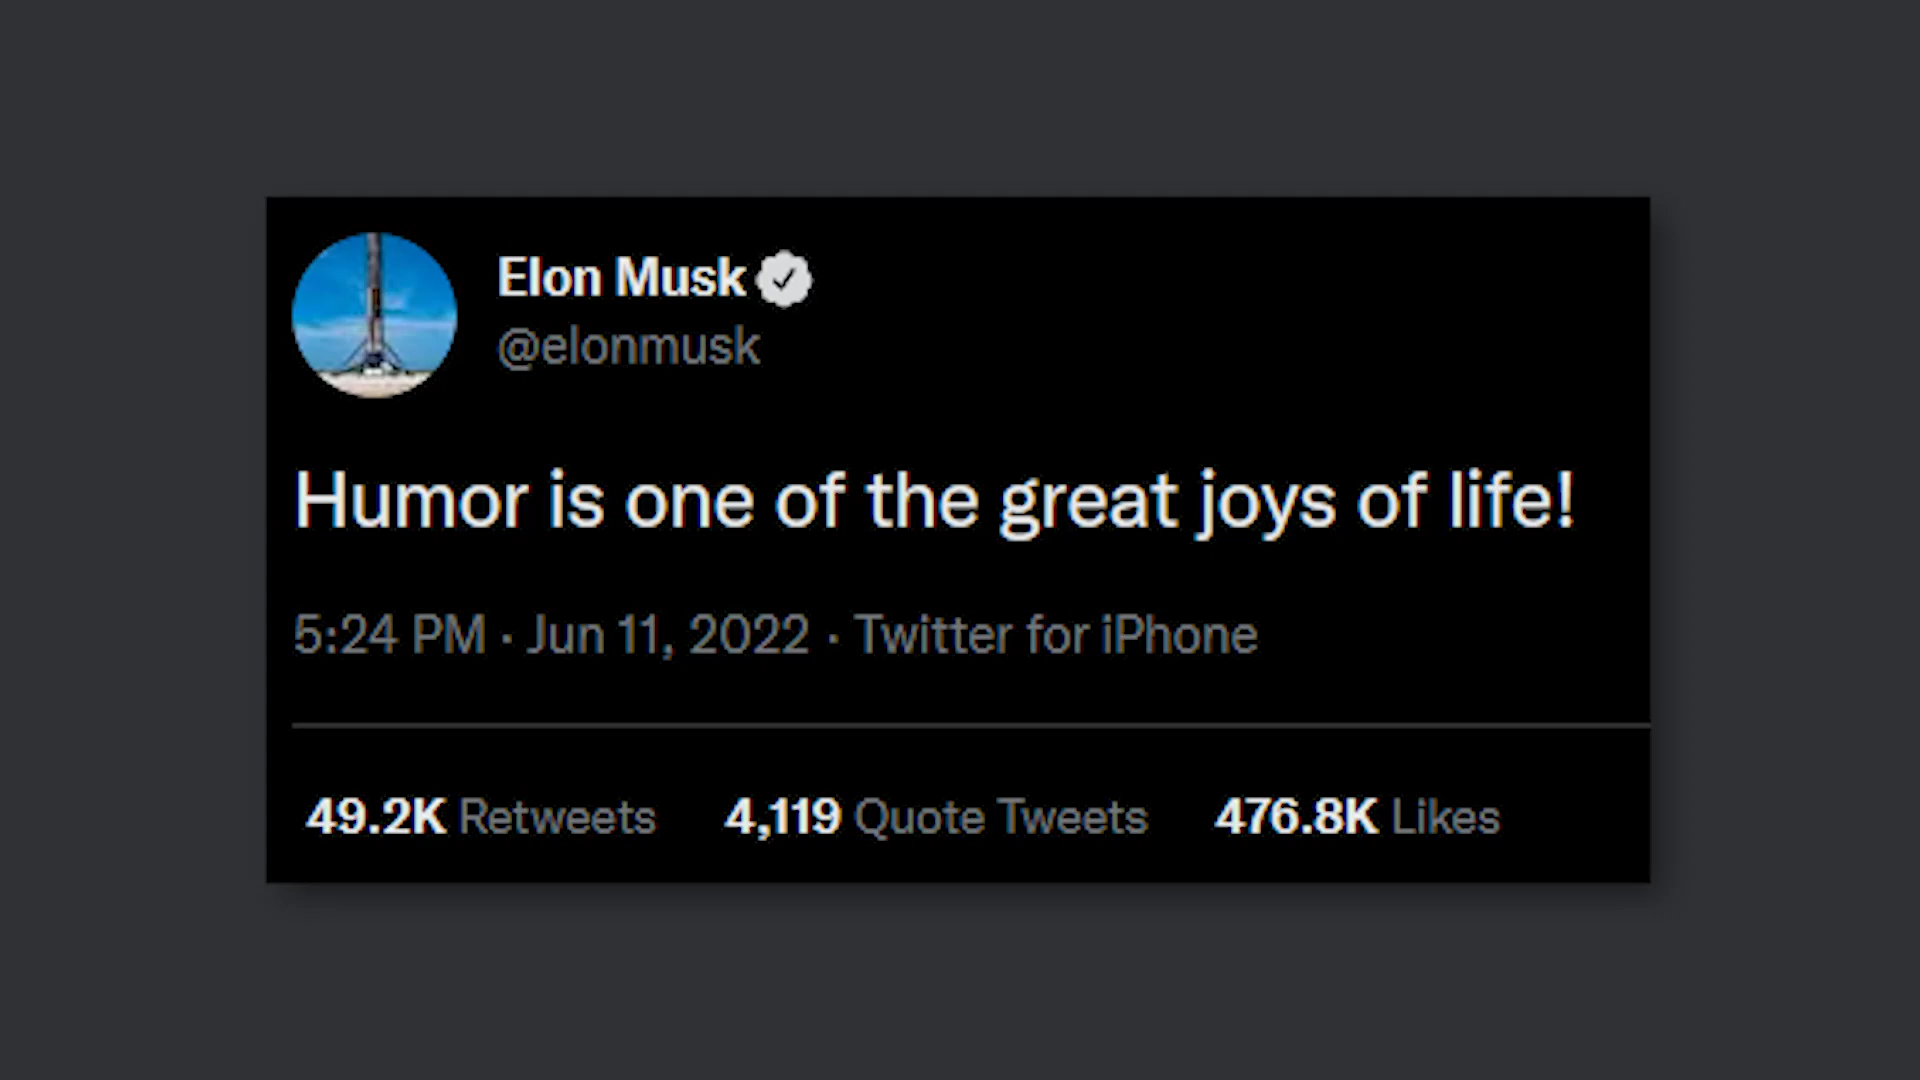 Elon Musk
@elonmusk
Humor is one of the great joys of life!
5:24 PM · Jun 11, 2022 · Twitter for iPhone
49.2K Retweets 4,119 Quote Tweets 476.8K Likes